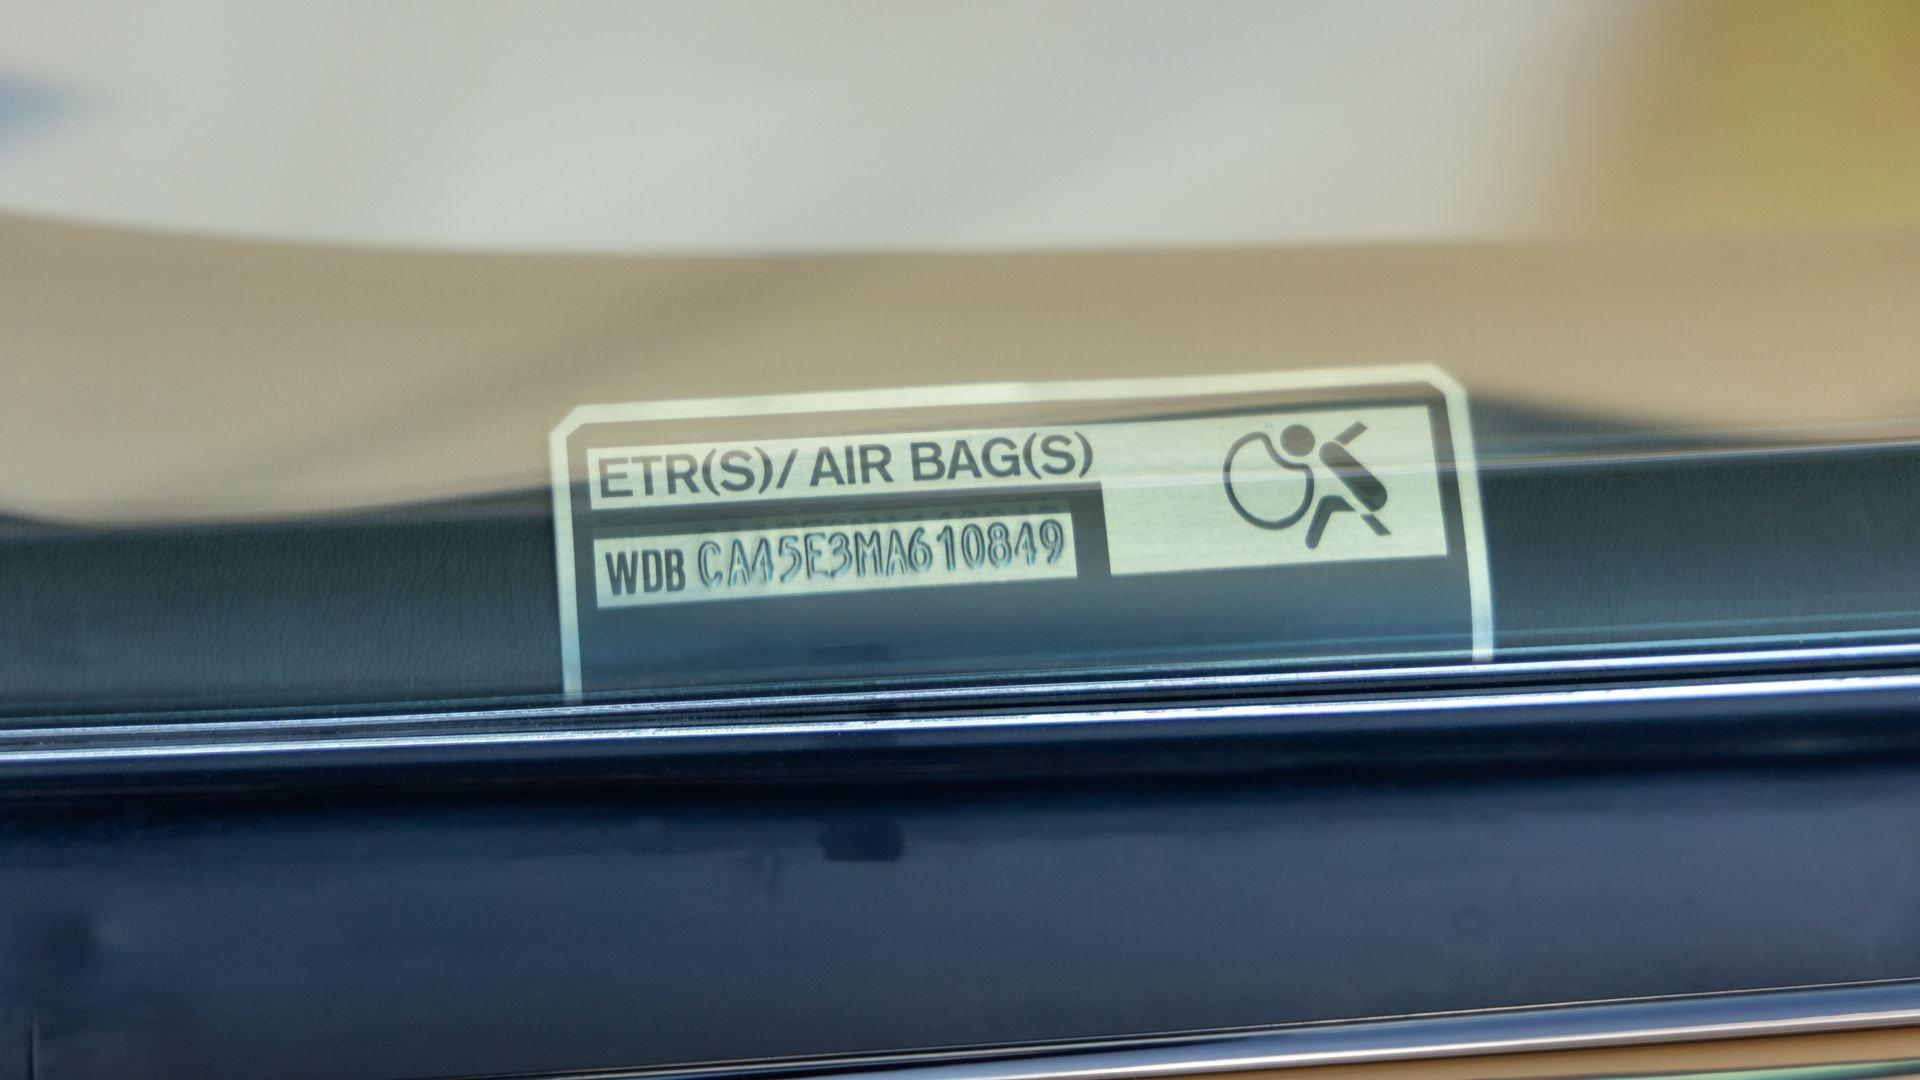 ETR(S)/ AIR BAG(S)
WDB CA45E3MA610849